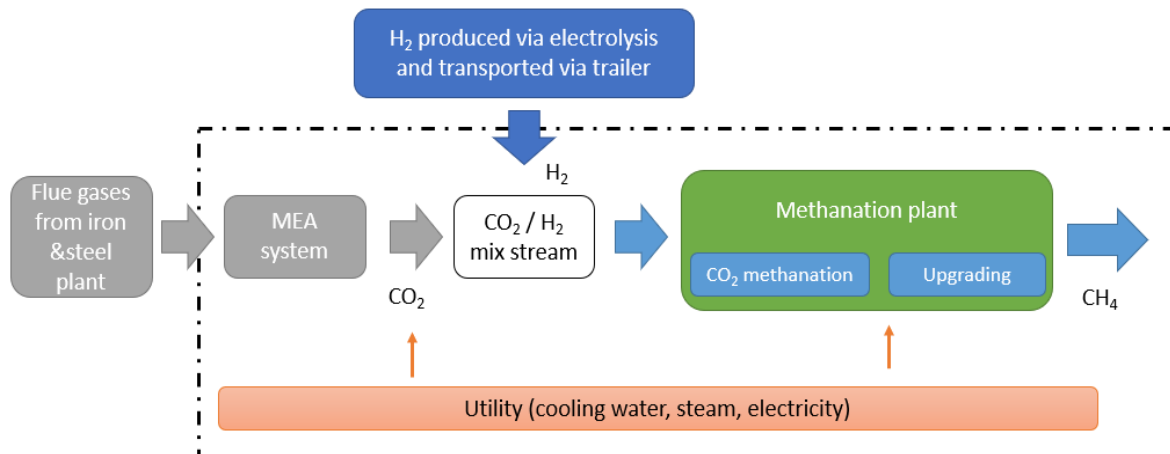 H₂ produced via electrolysis
and transported via trailer
H₂
Flue gases
from iron
&steel
plant
MEA
system
CO₂ / H₂
mix stream
Methanation plant
CO₂ methanation
Upgrading
CO₂
CH₄
Utility (cooling water, steam, electricity)